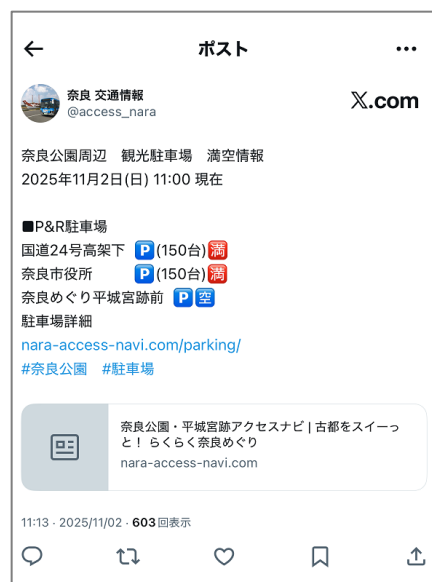 ポスト
奈良 交通情報
@access_nara
X.com
奈良公園周辺　観光駐車場　満空情報
2025年11月2日(日) 11:00 現在
■P&R駐車場
国道24号高架下 🅿(150台)🈵
奈良市役所　　　🅿(150台)🈵
奈良めぐり平城宮跡前 🅿🈳
駐車場詳細
nara-access-navi.com/parking/
#奈良公園　#駐車場
奈良公園・平城宮跡アクセスナビ | 古都をスイーっ
と！ らくらく奈良めぐり
nara-access-navi.com
11:13 · 2025/11/02 · 603回表示